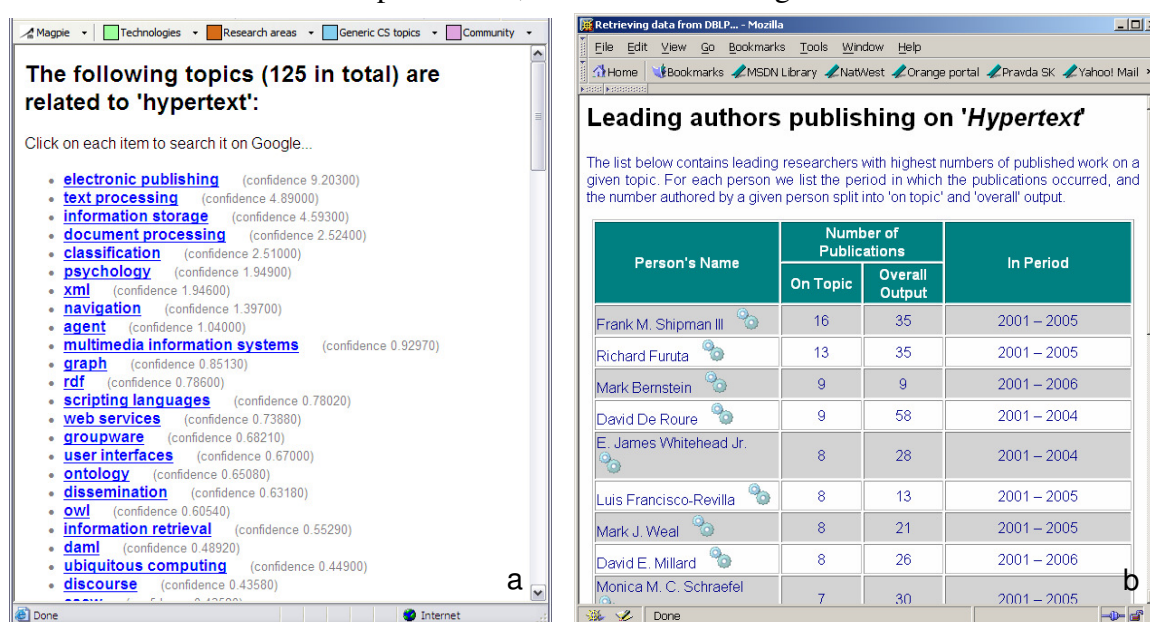 Magpie Technologies Research areas Generic CS topics Community
The following topics (125 in total) are
related to 'hypertext':
Click on each item to search it on Google...
electronic publishing (confidence 9.20300)
text processing (confidence 4.89000)
information storage (confidence 4.59300)
document processing (confidence 2.52400)
classification (confidence 2.51000)
psychology (confidence 1.94900)
xml (confidence 1.94600)
navigation (confidence 1.39700)
agent (confidence 1.04000)
multimedia information systems (confidence 0.92970)
graph (confidence 0.85130)
rdf (confidence 0.78600)
scripting languages (confidence 0.78020)
web services (confidence 0.73880)
groupware (confidence 0.68210)
user interfaces (confidence 0.67000)
ontology (confidence 0.65080)
dissemination (confidence 0.63180)
owl (confidence 0.60540)
information retrieval (confidence 0.55290)
daml (confidence 0.48920)
ubiquitous computing (confidence 0.44900)
discourse (confidence 0.43580)
a
Done Internet
Retrieving data from DBLP... - Mozilla
File Edit View Go Bookmarks Tools Window Help
Home Bookmarks MSDN Library NatWest Orange portal Pravda SK Yahoo! Mail
Leading authors publishing on 'Hypertext'
The list below contains leading researchers with highest numbers of published work on a
given topic. For each person we list the period in which the publications occurred, and
the number authored by a given person split into 'on topic' and 'overall' output.
Person's Name Number of Publications In Period
On Topic Overall Output
Frank M. Shipman III 16 35 2001 – 2005
Richard Furuta 13 35 2001 – 2005
Mark Bernstein 9 9 2001 – 2006
David De Roure 9 58 2001 – 2004
E. James Whitehead Jr. 8 28 2001 – 2004
Luis Francisco-Revilla 8 13 2001 – 2005
Mark J. Weal 8 21 2001 – 2005
David E. Millard 8 26 2001 – 2006
Monica M. C. Schraefel 7 30 2001 – 2005
b
Done